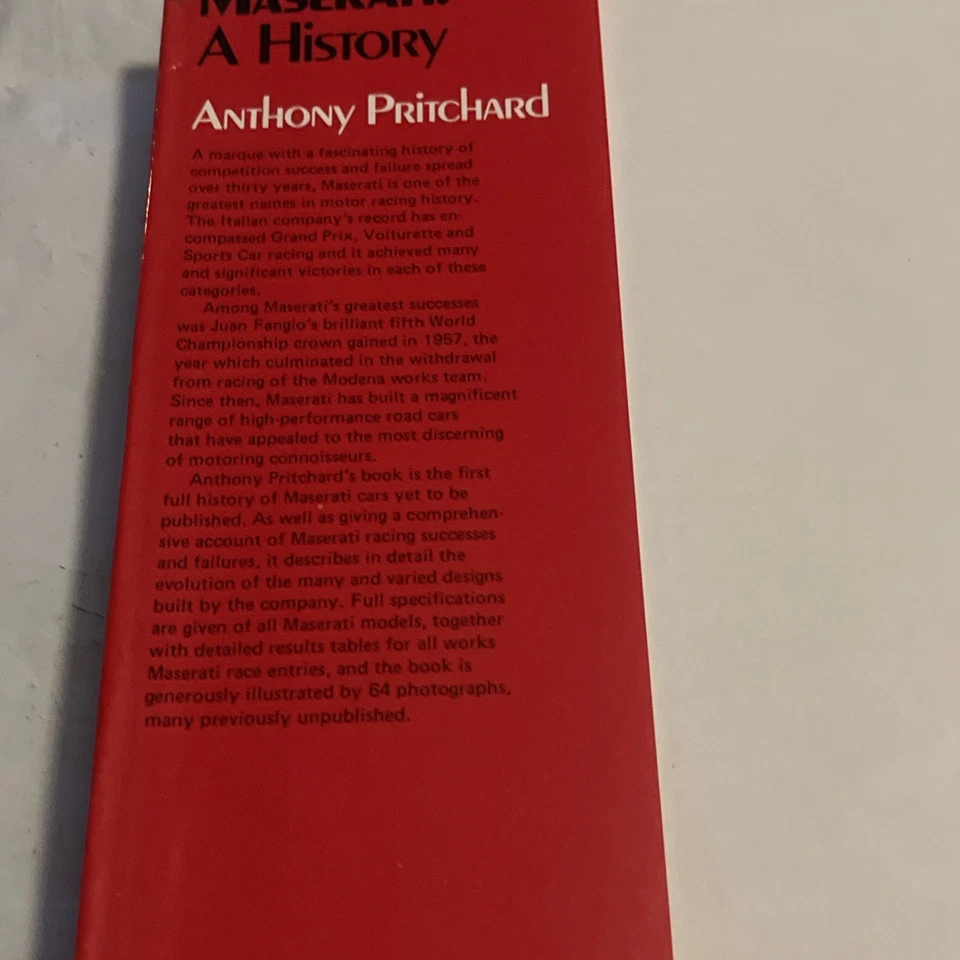 MASERATI:
A HISTORY
ANTHONY PRITCHARD
A marque with a fascinating history of
competition success and failure spread
over thirty years, Maserati is one of the
greatest names in motor racing history.
The Italian company's record has en-
compassed Grand Prix, Voiturette and
Sports Car racing and it achieved many
and significant victories in each of these
categories.
Among Maserati's greatest successes
was Juan Fangio's brilliant fifth World
Championship crown gained in 1957, the
year which culminated in the withdrawal
from racing of the Modena works team.
Since then, Maserati has built a magnificent
range of high-performance road cars
that have appealed to the most discerning
of motoring connoisseurs.
Anthony Pritchard's book is the first
full history of Maserati cars yet to be
published. As well as giving a comprehen-
sive account of Maserati racing successes
and failures, it describes in detail the
evolution of the many and varied designs
built by the company. Full specifications
are given of all Maserati models, together
with detailed results tables for all works
Maserati race entries, and the book is
generously illustrated by 64 photographs,
many previously unpublished.